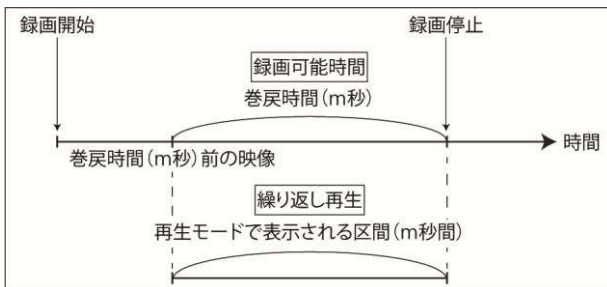 録画開始
録画停止
録画可能時間
巻戻時間(m秒)
時間
巻戻時間(m秒)前の映像
繰り返し再生
再生モードで表示される区間(m秒間)